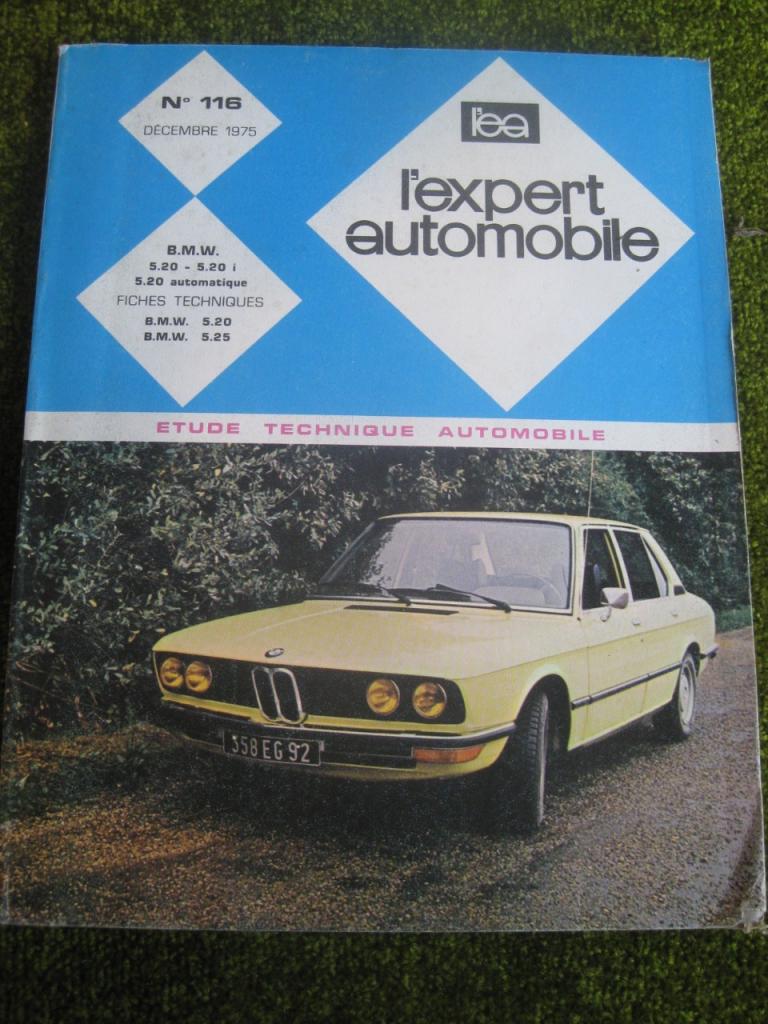 N° 116
DÉCEMBRE 1975
l'ea
l'expert
automobile
B.M.W.
5.20 - 5.20 i
5.20 automatique
FICHES TECHNIQUES
B.M.W. 5.20
B.M.W. 5.25
ETUDE TECHNIQUE AUTOMOBILE
358 EG 92